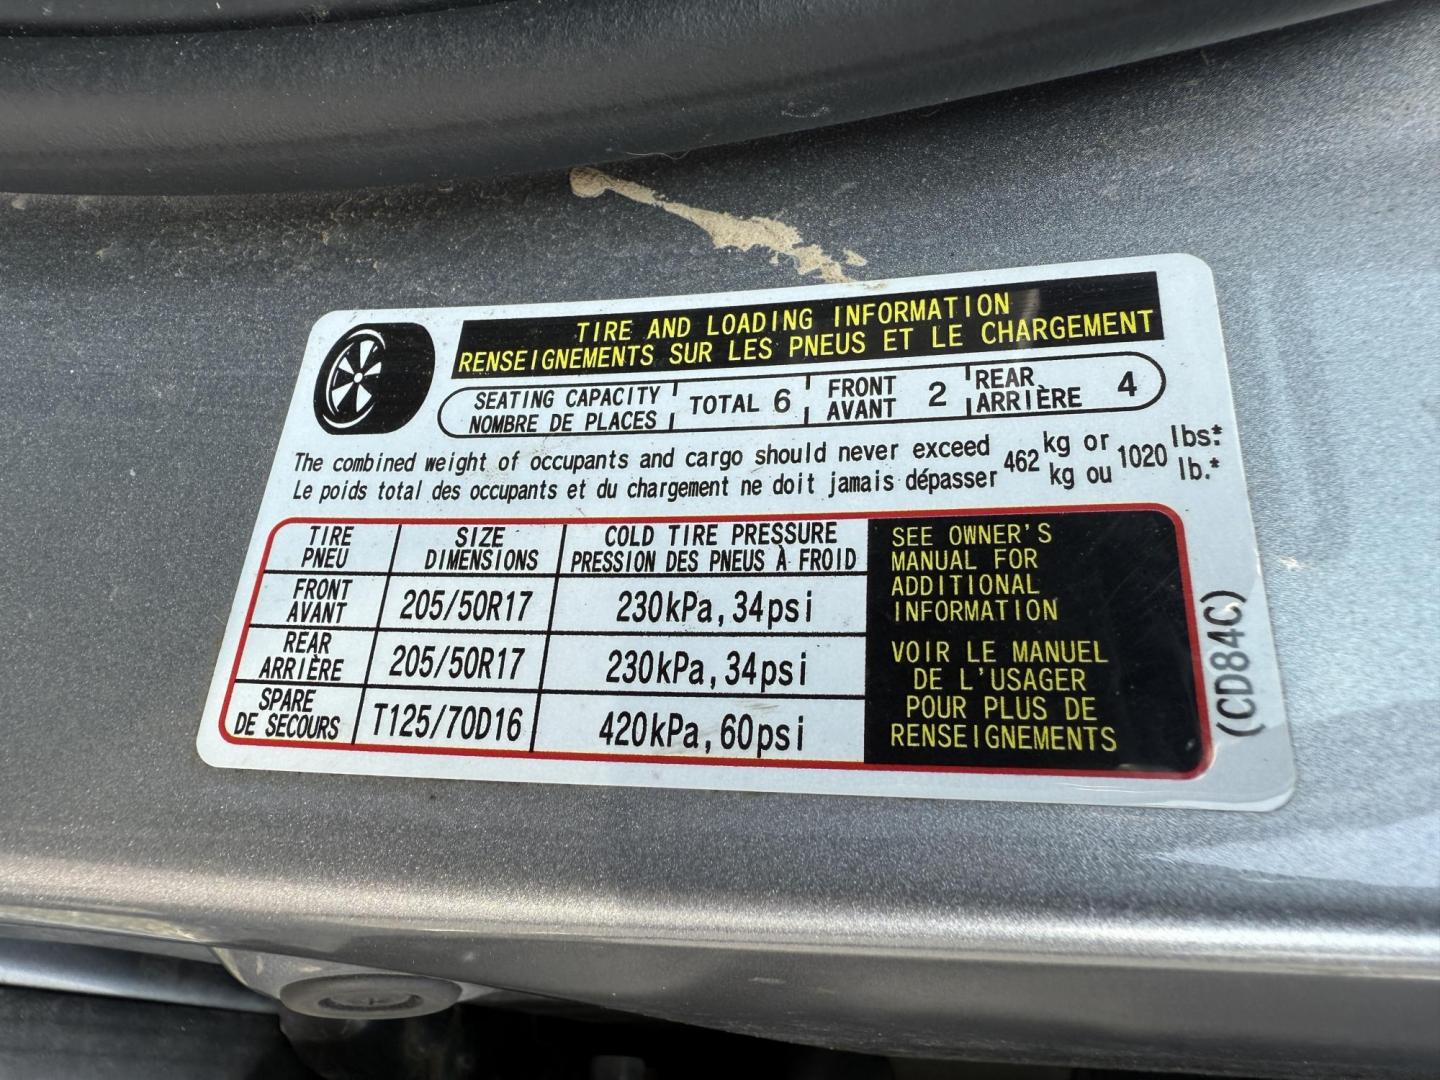 TIRE AND LOADING INFORMATION
RENSEIGNEMENTS SUR LES PNEUS ET LE CHARGEMENT
SEATING CAPACITY
NOMBRE DE PLACES
TOTAL 6
FRONT
AVANT
2
REAR
ARRIÈRE
4
The combined weight of occupants and cargo should never exceed 462 kg or 1020 lbs.*
Le poids total des occupants et du chargement ne doit jamais dépasser kg ou lb.*
TIRE
PNEU
SIZE
DIMENSIONS
COLD TIRE PRESSURE
PRESSION DES PNEUS À FROID
FRONT
AVANT
205/50R17
230kPa, 34psi
REAR
ARRIÈRE
205/50R17
230kPa, 34psi
SPARE
DE SECOURS
T125/70D16
420kPa, 60psi
SEE OWNER'S
MANUAL FOR
ADDITIONAL
INFORMATION
VOIR LE MANUEL
DE L'USAGER
POUR PLUS DE
RENSEIGNEMENTS
(CD84C)